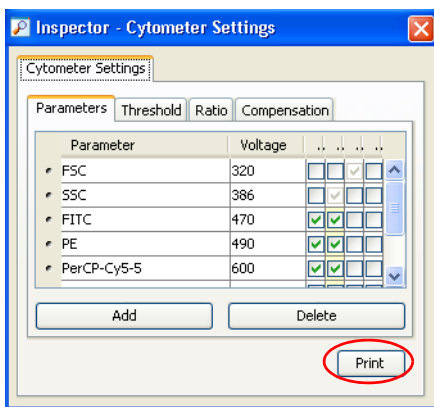 Inspector - Cytometer Settings
Cytometer Settings
Parameters Threshold Ratio Compensation
Parameter Voltage .. .. .. ..
FSC 320
SSC 386
FITC 470
PE 490
PerCP-Cy5-5 600
Add Delete
Print